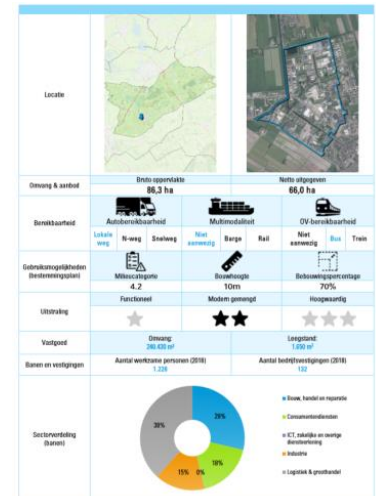 Locatie
Omvang & aanbod
Bruto oppervlakte
86,3 ha
Netto uitgegeven
66,0 ha
Bereikbaarheid
Autobereikbaarheid
Multimodaliteit
OV-bereikbaarheid
Lokale weg
N-weg
Snelweg
Niet aanwezig
Barge
Rail
Niet aanwezig
Bus
Trein
Gebruiksmogelijkheden
(bestemmingsplan)
Milieucategorie
4.2
Bouwhoogte
10m
Bebouwingspercentage
70%
Uitstraling
Functioneel
Modern gemengd
Hoogwaardig
Vastgoed
Omvang:
Leegstand:
1.650 m²
Banen en vestigingen
Aantal werkzame personen (2018)
1.226
Aantal bedrijfsvestigingen (2018)
132
Sectorverdeling
(banen)
29%
18%
0%
15%
38%
Bouw, handel en reparatie
Consumentendiensten
ICT, zakelijke en overige
dienstverlening
Industrie
Logistiek & groothandel